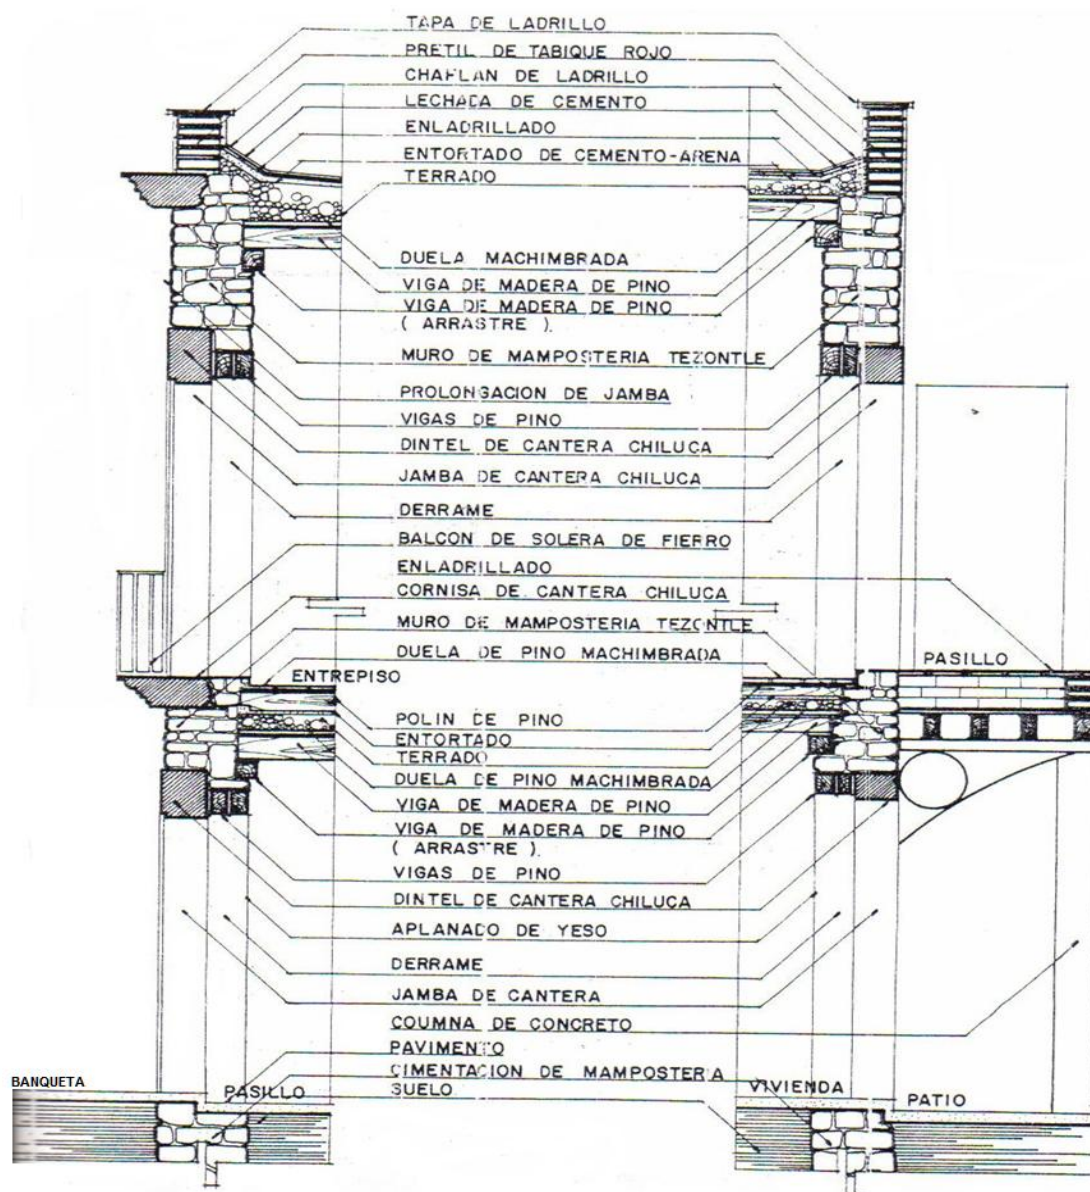 TAPA DE LADRILLO
PRETIL DE TABIQUE ROJO
CHAFLAN DE LADRILLO
LECHADA DE CEMENTO
ENLADRILLADO
ENTORTADO DE CEMENTO-ARENA
TERRADO
DUELA MACHIMBRADA
VIGA DE MADERA DE PINO
VIGA DE MADERA DE PINO
( ARRASTRE ).
MURO DE MAMPOSTERIA TEZONTLE
PROLONGACION DE JAMBA
VIGAS DE PINO
DINTEL DE CANTERA CHILUCA
JAMBA DE CANTERA CHILUCA
DERRAME
BALCON DE SOLERA DE FIERRO
ENLADRILLADO
CORNISA DE CANTERA CHILUCA
MURO DE MAMPOSTERIA TEZONTLE
DUELA DE PINO MACHIMBRADA
PASILLO
ENTREPISO
POLIN DE PINO
ENTORTADO
TERRADO
DUELA DE PINO MACHIMBRADA
VIGA DE MADERA DE PINO
VIGA DE MADERA DE PINO
( ARRASTRE ).
VIGAS DE PINO
DINTEL DE CANTERA CHILUCA
APLANADO DE YESO
DERRAME
JAMBA DE CANTERA
COUMNA DE CONCRETO
PAVIMENTO
CIMENTACION DE MAMPOSTERIA
BANQUETA
PASILLO
SUELO
VIVIENDA
PATIO